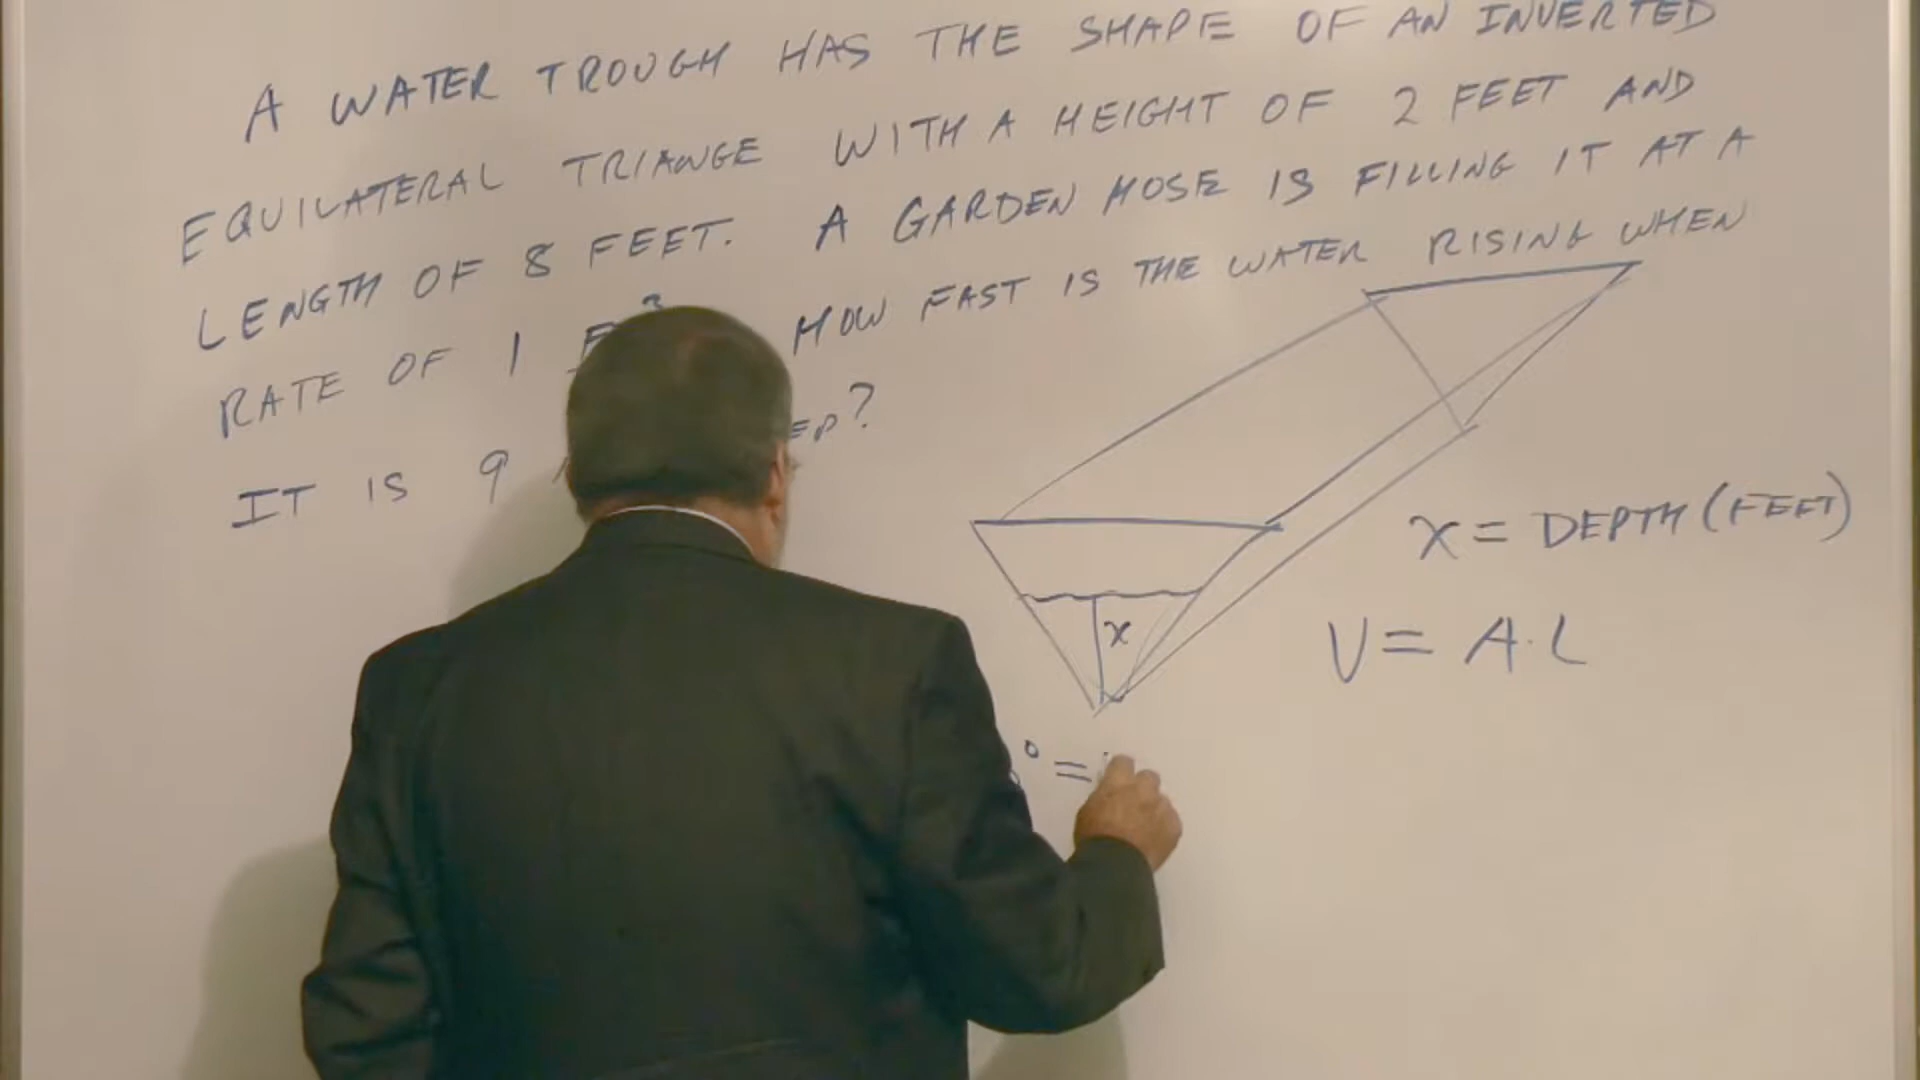 A WATER TROUGH HAS THE SHAPE OF AN INVERTED
EQUILATERAL TRIANGE WITH A HEIGHT OF 2 FEET AND
LENGTH OF 8 FEET. A GARDEN HOSE IS FILLING IT AT A
RATE OF 1 HOW FAST IS THE WATER RISING WHEN
IT IS 9
x
x = DEPTH (FEET)
V = A·L
° =